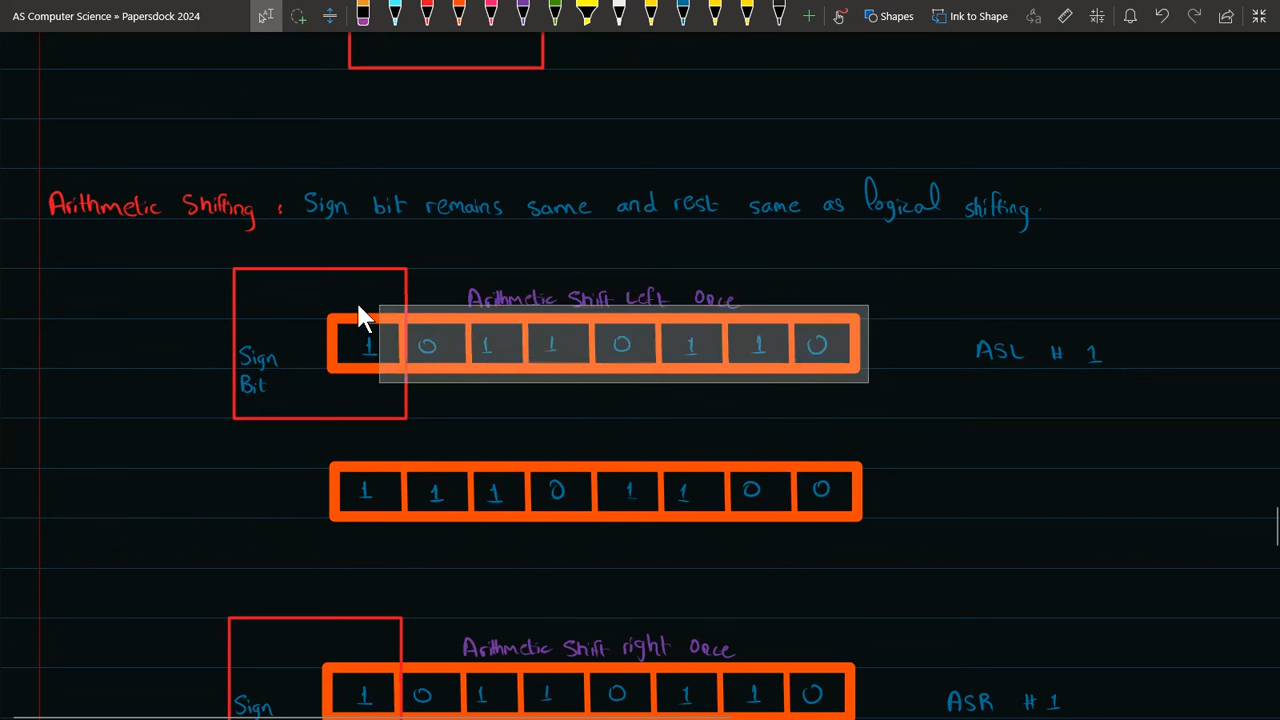 AS Computer Science » Papersdock 2024
Shapes
Ink to Shape
Arithmetic Shifting : Sign bit remains same and rest same as logical shifting.
Arithmetic Shift Left Once
1 0 1 1 0 1 1 0
Sign
Bit
ASL # 1
1 1 1 0 1 1 0 0
Arithmetic Shift right Once
1 0 1 1 0 1 1 0
Sign
ASR # 1